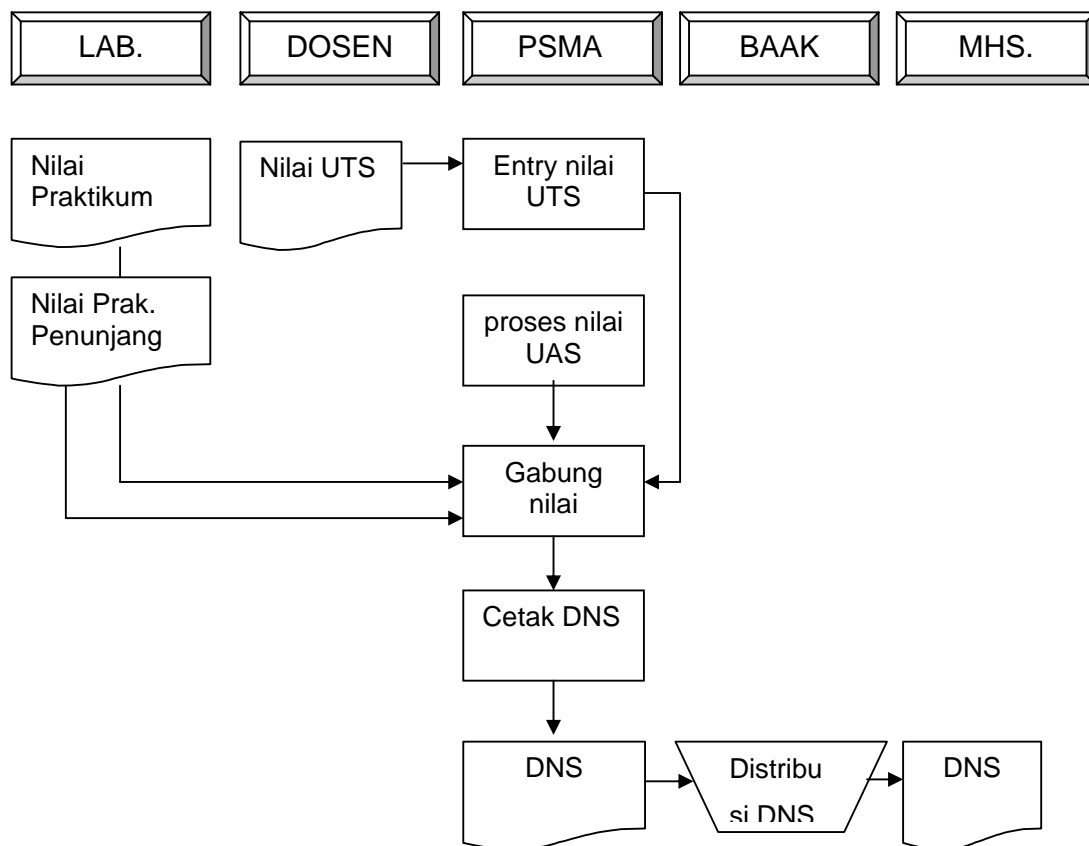 LAB.
DOSEN
PSMA
BAAK
MHS.
Nilai
Praktikum
Nilai UTS
Entry nilai
UTS
Nilai Prak.
Penunjang
proses nilai
UAS
Gabung
nilai
Cetak DNS
DNS
Distribu
si DNS
DNS